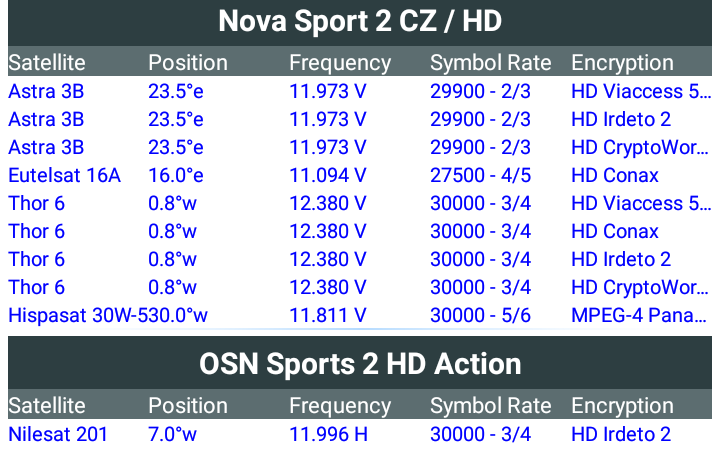 Nova Sport 2 CZ / HD
Satellite Position Frequency Symbol Rate Encryption
Astra 3B 23.5°e 11.973 V 29900 - 2/3 HD Viaccess 5...
Astra 3B 23.5°e 11.973 V 29900 - 2/3 HD Irdeto 2
Astra 3B 23.5°e 11.973 V 29900 - 2/3 HD CryptoWor...
Eutelsat 16A 16.0°e 11.094 V 27500 - 4/5 HD Conax
Thor 6 0.8°w 12.380 V 30000 - 3/4 HD Viaccess 5...
Thor 6 0.8°w 12.380 V 30000 - 3/4 HD Conax
Thor 6 0.8°w 12.380 V 30000 - 3/4 HD Irdeto 2
Thor 6 0.8°w 12.380 V 30000 - 3/4 HD CryptoWor...
Hispasat 30W-530.0°w 11.811 V 30000 - 5/6 MPEG-4 Pana...
OSN Sports 2 HD Action
Satellite Position Frequency Symbol Rate Encryption
Nilesat 201 7.0°w 11.996 H 30000 - 3/4 HD Irdeto 2